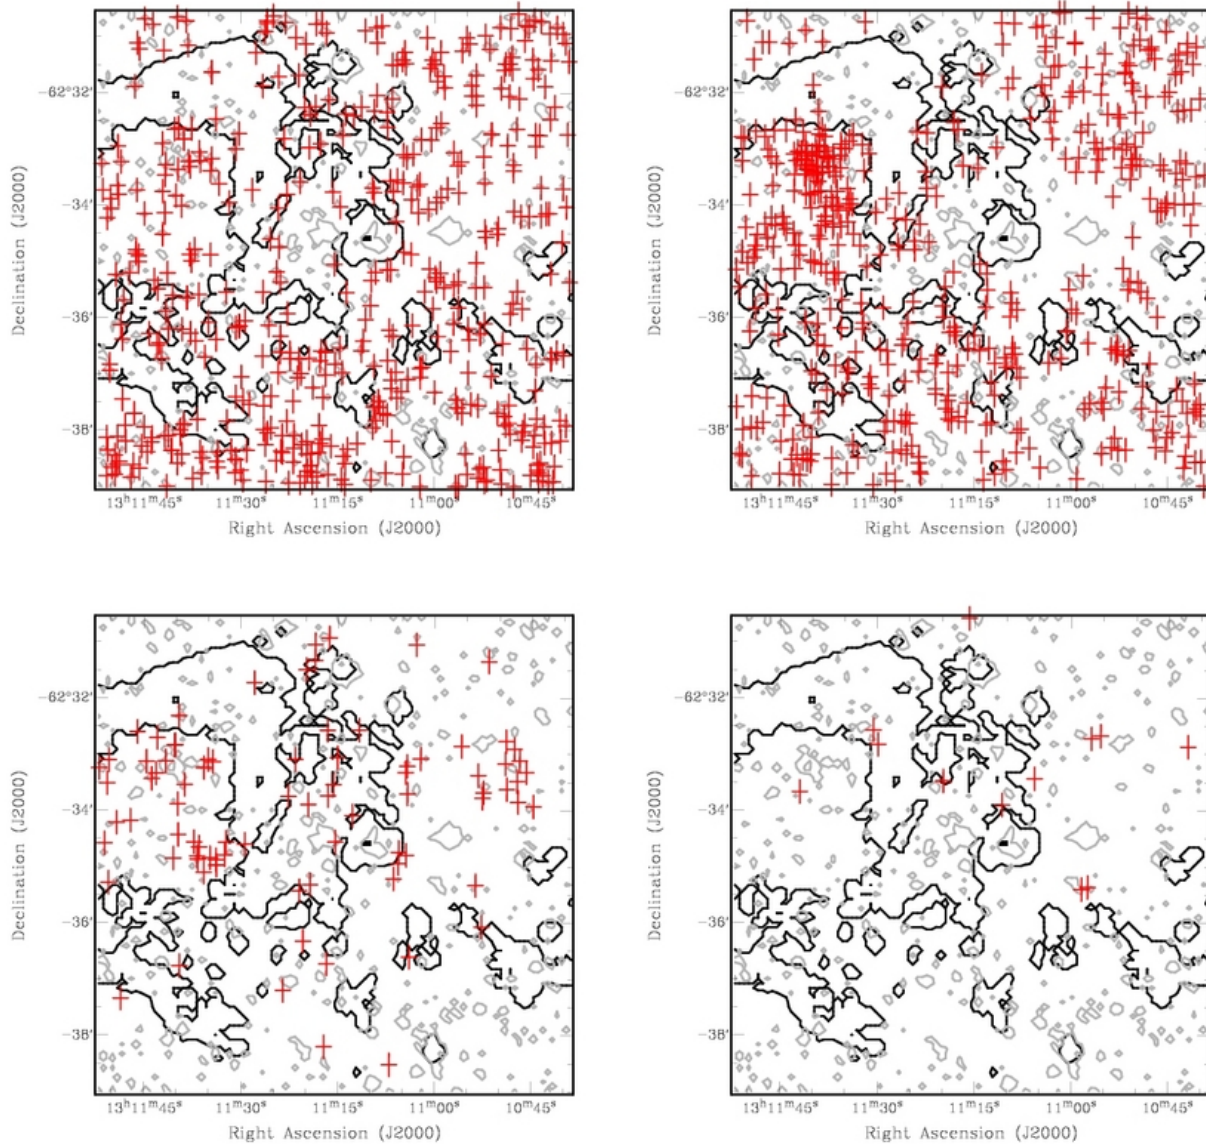 −62°32′
−34′
−36′
−38′
Declination (J2000)
13ʰ11ᵐ45ˢ 11ᵐ30ˢ 11ᵐ15ˢ 11ᵐ00ˢ 10ᵐ45ˢ
Right Ascension (J2000)
−62°32′
−34′
−36′
−38′
Declination (J2000)
13ʰ11ᵐ45ˢ 11ᵐ30ˢ 11ᵐ15ˢ 11ᵐ00ˢ 10ᵐ45ˢ
Right Ascension (J2000)
−62°32′
−34′
−36′
−38′
Declination (J2000)
13ʰ11ᵐ45ˢ 11ᵐ30ˢ 11ᵐ15ˢ 11ᵐ00ˢ 10ᵐ45ˢ
Right Ascension (J2000)
−62°32′
−34′
−36′
−38′
Declination (J2000)
13ʰ11ᵐ45ˢ 11ᵐ30ˢ 11ᵐ15ˢ 11ᵐ00ˢ 10ᵐ45ˢ
Right Ascension (J2000)